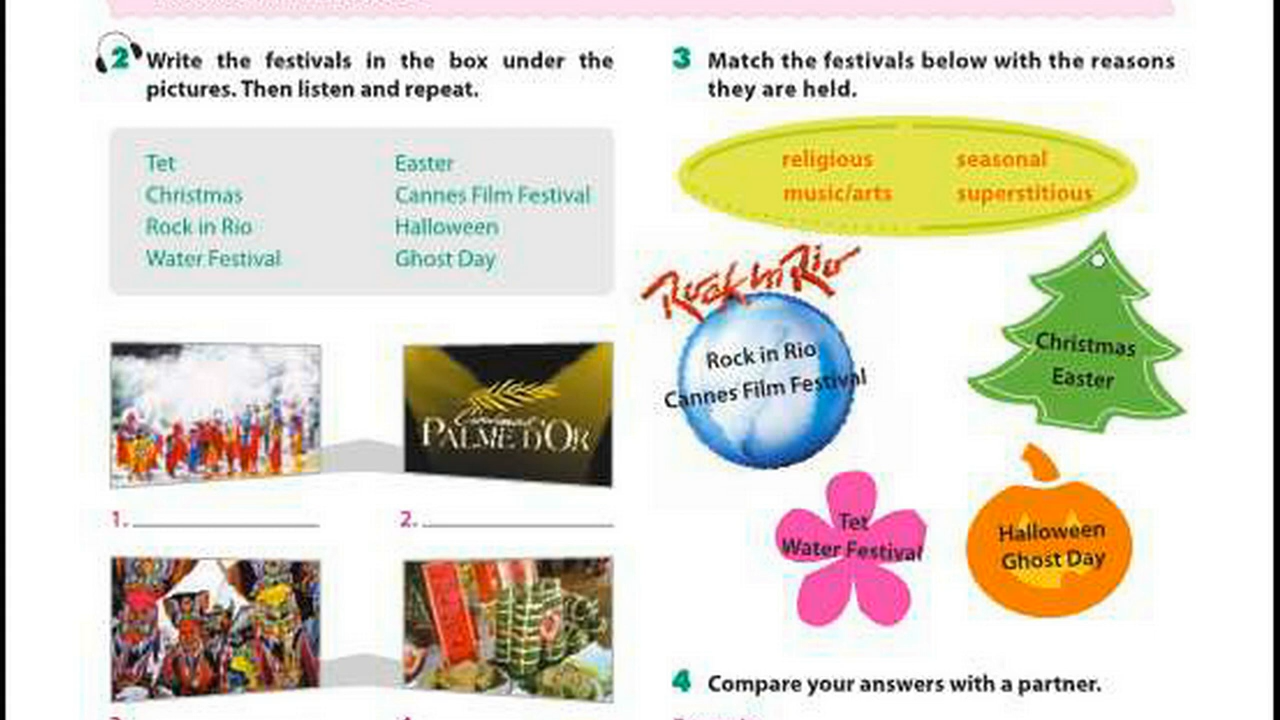 2 Write the festivals in the box under the
pictures. Then listen and repeat.
Tet
Christmas
Rock in Rio
Water Festival
Easter
Cannes Film Festival
Halloween
Ghost Day
PALME D'OR
1.
2.
3 Match the festivals below with the reasons
they are held.
religious seasonal
music/arts superstitious
Rock in Rio
Rock in Rio
Cannes Film Festival
Christmas
Easter
Tet
Water Festival
Halloween
Ghost Day
4 Compare your answers with a partner.